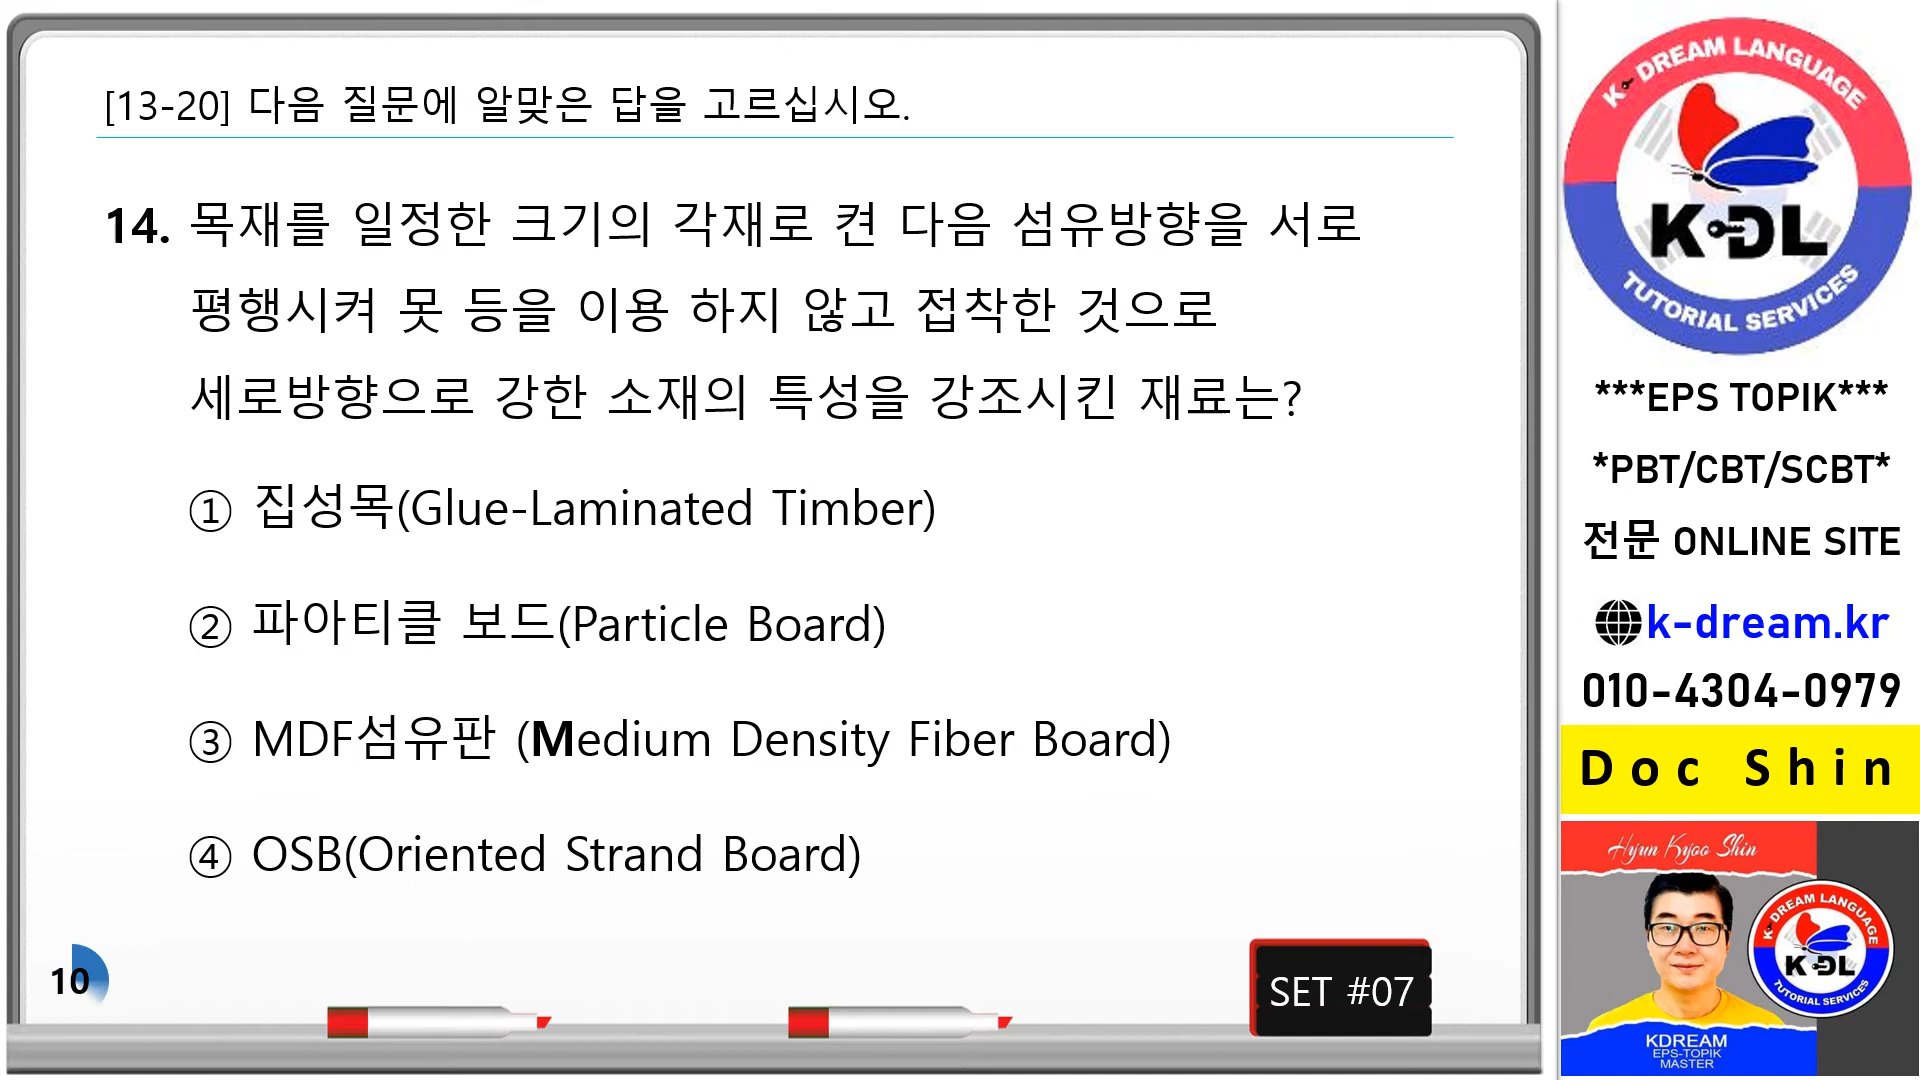 [13-20] 다음 질문에 알맞은 답을 고르십시오.
14. 목재를 일정한 크기의 각재로 켠 다음 섬유방향을 서로
평행시켜 못 등을 이용 하지 않고 접착한 것으로
세로방향으로 강한 소재의 특성을 강조시킨 재료는?
① 집성목(Glue-Laminated Timber)
② 파아티클 보드(Particle Board)
③ MDF섬유판 (Medium Density Fiber Board)
④ OSB(Oriented Strand Board)
10
SET #07
K-DREAM LANGUAGE
K-DL
TUTORIAL SERVICES
***EPS TOPIK***
*PBT/CBT/SCBT*
전문 ONLINE SITE
k-dream.kr
010-4304-0979
Doc Shin
Hyun Kyoo Shin
K-DREAM LANGUAGE
K-DL
TUTORIAL SERVICES
KDREAM
EPS-TOPIK
MASTER